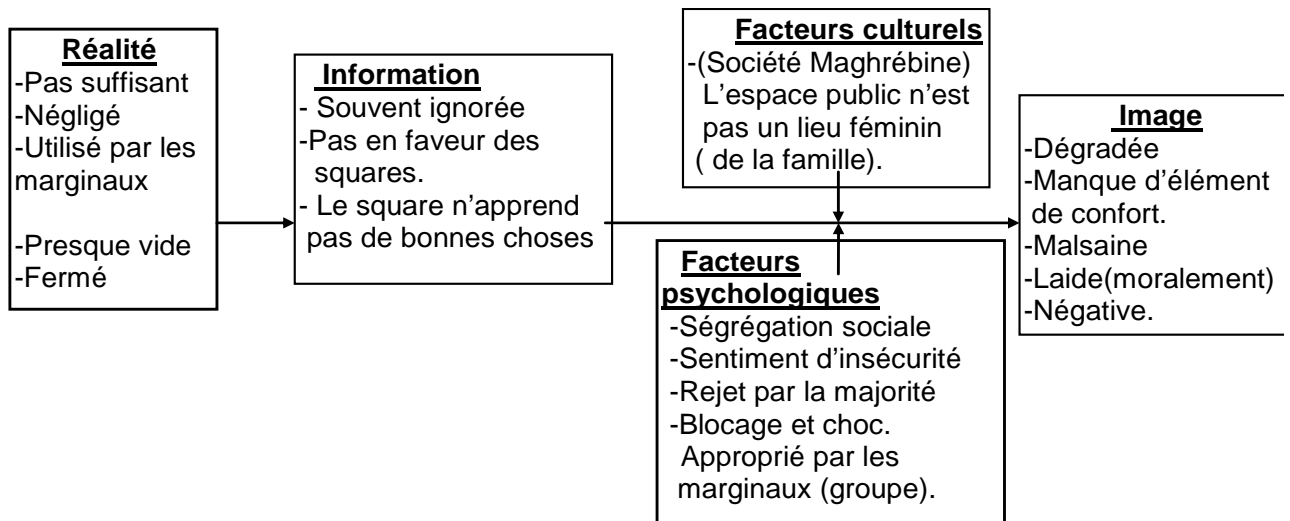 Réalité
-Pas suffisant
-Négligé
-Utilisé par les
marginaux
-Presque vide
-Fermé
Information
- Souvent ignorée
-Pas en faveur des
squares.
- Le square n’apprend
pas de bonnes choses
Facteurs culturels
-(Société Maghrébine)
L’espace public n’est
pas un lieu féminin
( de la famille).
Facteurs
psychologiques
-Ségrégation sociale
-Sentiment d’insécurité
-Rejet par la majorité
-Blocage et choc.
Approprié par les
marginaux (groupe).
Image
-Dégradée
-Manque d’élément
de confort.
-Malsaine
-Laide(moralement)
-Négative.